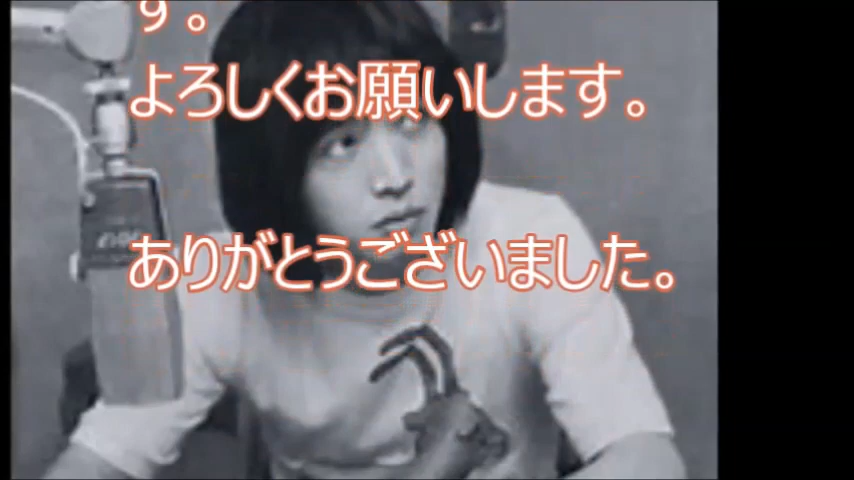 す。
よろしくお願いします。
ありがとうございました。